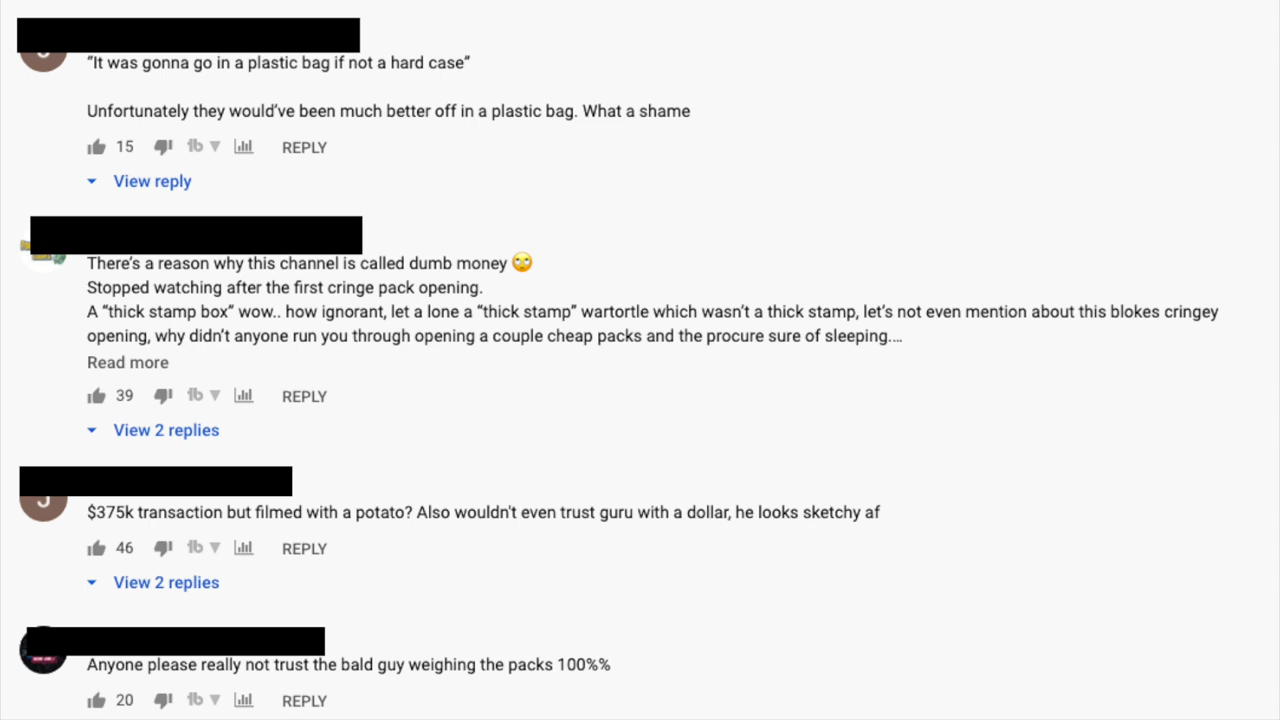 “It was gonna go in a plastic bag if not a hard case”
Unfortunately they would’ve been much better off in a plastic bag. What a shame
15 REPLY
View reply
There’s a reason why this channel is called dumb money 🙄
Stopped watching after the first cringe pack opening.
A “thick stamp box” wow.. how ignorant, let a lone a “thick stamp” wartortle which wasn’t a thick stamp, let’s not even mention about this blokes cringey
opening, why didn’t anyone run you through opening a couple cheap packs and the procure sure of sleeping....
Read more
39 REPLY
View 2 replies
$375k transaction but filmed with a potato? Also wouldn't even trust guru with a dollar, he looks sketchy af
46 REPLY
View 2 replies
Anyone please really not trust the bald guy weighing the packs 100%%
20 REPLY